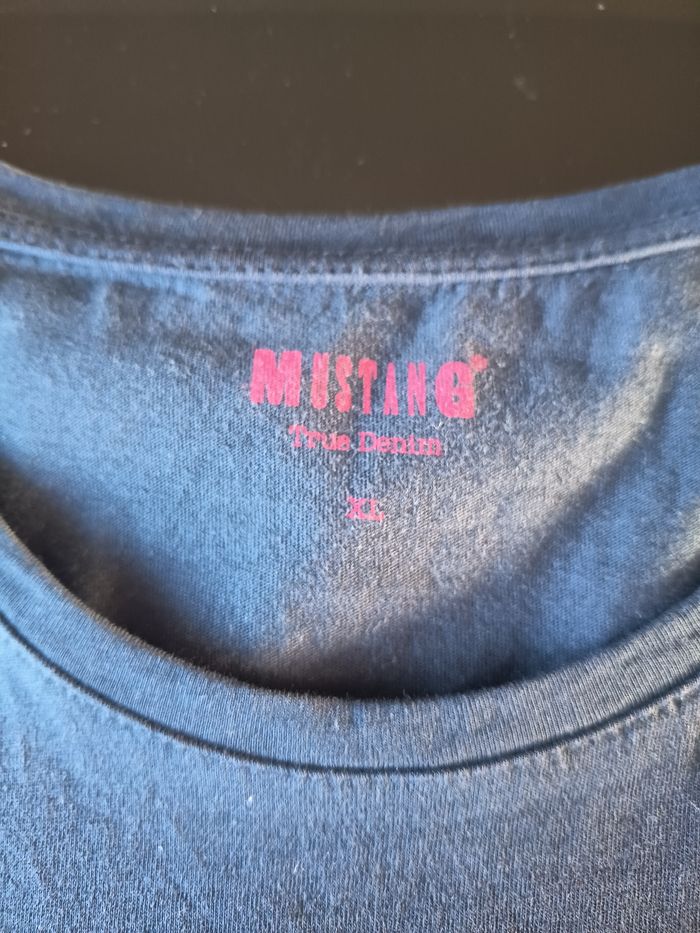 MUSTANG®
True Denim
XL